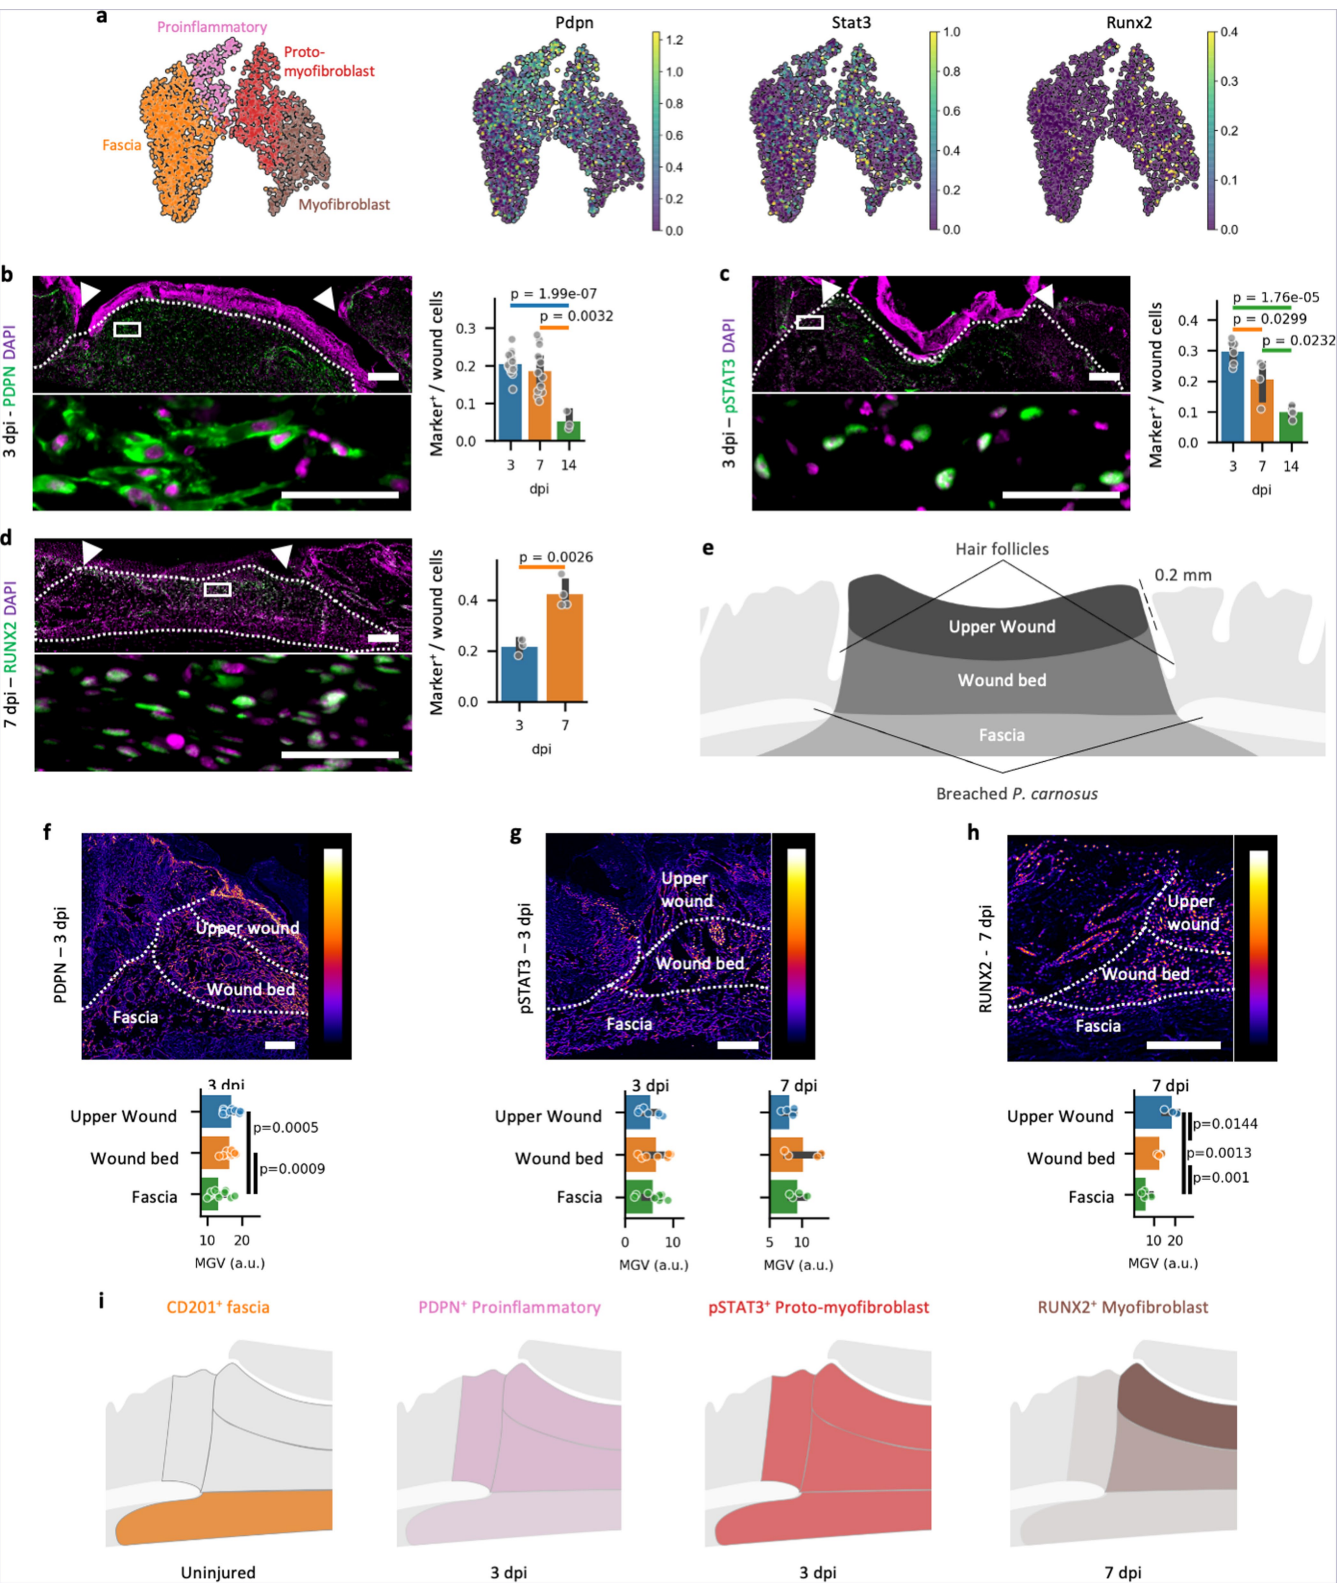 a
Proinflammatory
Proto-
myofibroblast
Fascia
Myofibroblast
Pdpn
1.2
1.0
0.8
0.6
0.4
0.2
0.0
Stat3
1.0
0.8
0.6
0.4
0.2
0.0
Runx2
0.4
0.3
0.2
0.1
0.0
b
3 dpi - PDPN DAPI
Marker⁺ / wound cells
p = 1.99e-07
p = 0.0032
0.3
0.2
0.1
0.0
3 7 14
dpi
c
3 dpi – pSTAT3 DAPI
Marker⁺ / wound cells
p = 1.76e-05
p = 0.0299
p = 0.0232
0.4
0.3
0.2
0.1
0.0
3 7 14
dpi
d
7 dpi – RUNX2 DAPI
Marker⁺ / wound cells
p = 0.0026
0.4
0.2
0.0
3 7
dpi
e
Hair follicles
0.2 mm
Upper Wound
Wound bed
Fascia
Breached P. carnosus
f
PDPN – 3 dpi
Upper wound
Wound bed
Fascia
3 dpi
Upper Wound
Wound bed
Fascia
p=0.0005
p=0.0009
10 20
MGV (a.u.)
g
pSTAT3 – 3 dpi
Upper
wound
Wound bed
Fascia
3 dpi
7 dpi
Upper Wound
Wound bed
Fascia
0 10
5 10
MGV (a.u.)
MGV (a.u.)
h
RUNX2 - 7 dpi
Upper
wound
Wound bed
Fascia
7 dpi
Upper Wound
Wound bed
Fascia
p=0.0144
p=0.0013
p=0.001
10 20
MGV (a.u.)
i
CD201⁺ fascia
PDPN⁺ Proinflammatory
pSTAT3⁺ Proto-myofibroblast
RUNX2⁺ Myofibroblast
Uninjured
3 dpi
3 dpi
7 dpi